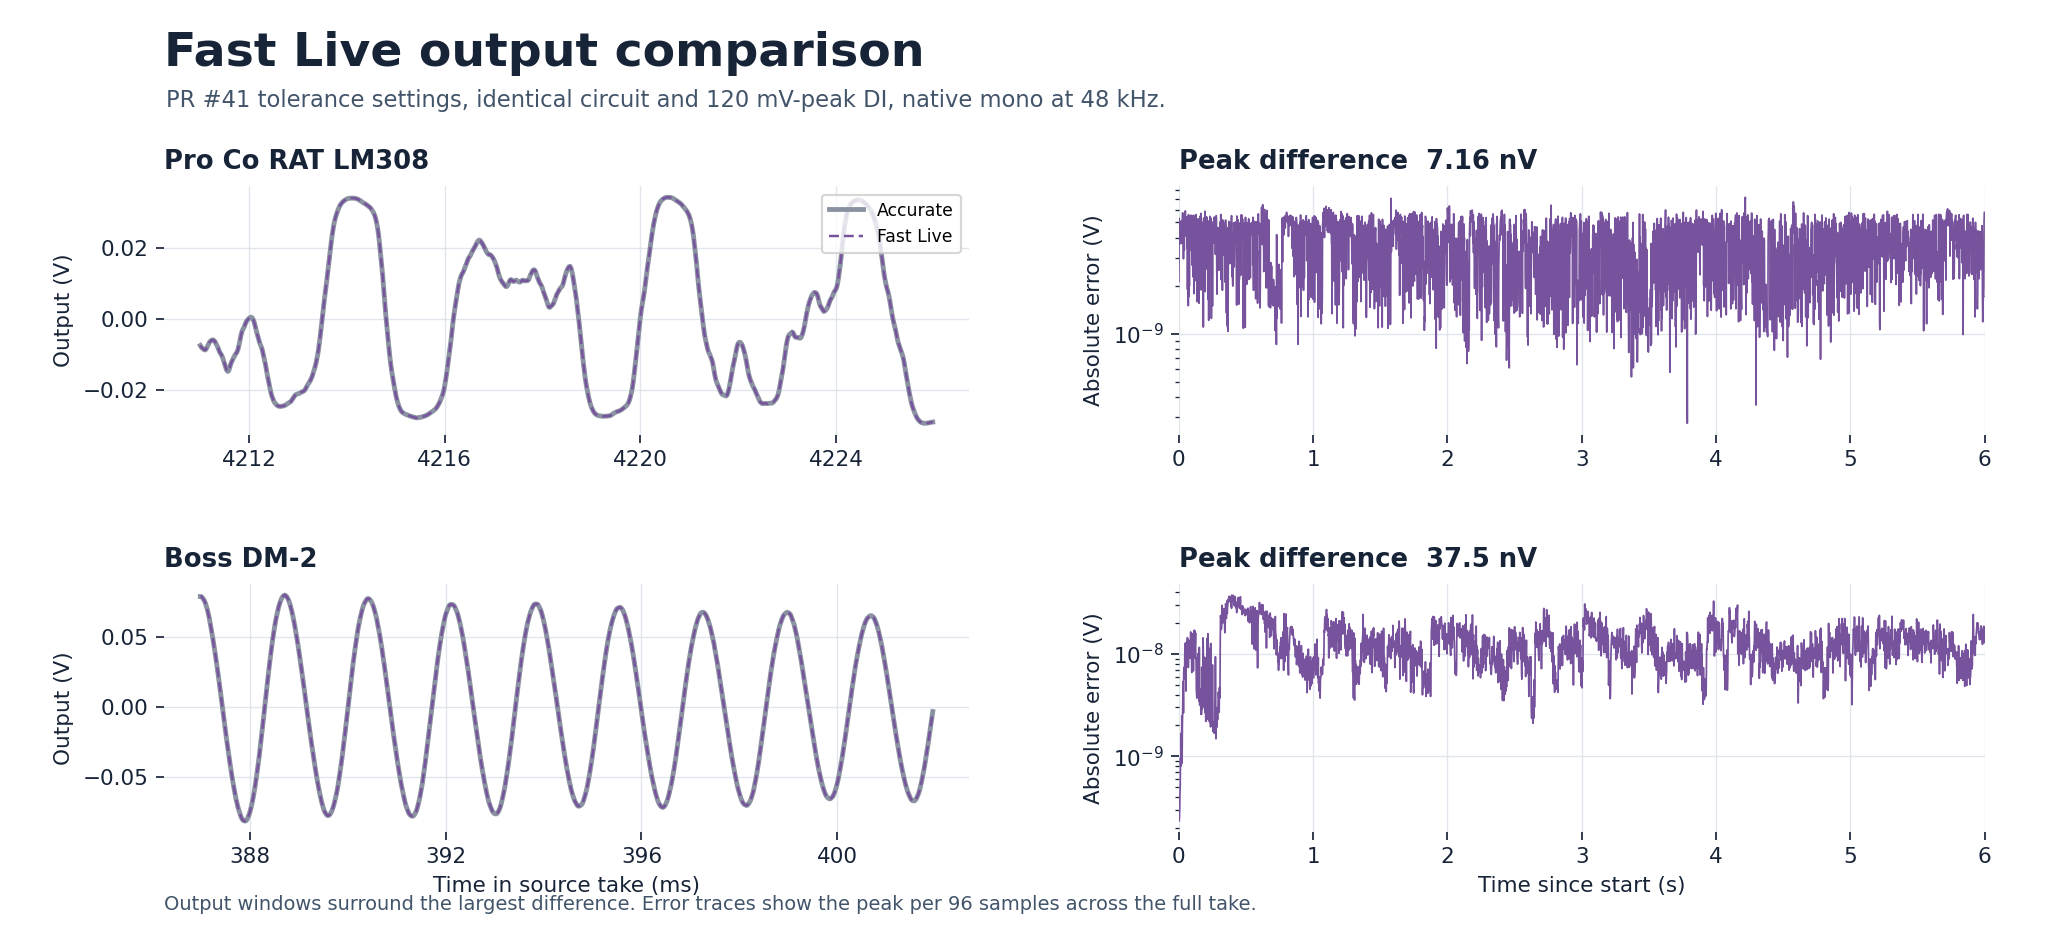 Fast Live output comparison
PR #41 tolerance settings, identical circuit and 120 mV-peak DI, native mono at 48 kHz.
Pro Co RAT LM308
Output (V)
0.02
0.00
−0.02
4212 4216 4220 4224
Accurate
Fast Live
Peak difference 7.16 nV
Absolute error (V)
10⁻⁹
0 1 2 3 4 5 6
Boss DM-2
Output (V)
0.05
0.00
−0.05
388 392 396 400
Time in source take (ms)
Peak difference 37.5 nV
Absolute error (V)
10⁻⁸
10⁻⁹
0 1 2 3 4 5 6
Time since start (s)
Output windows surround the largest difference. Error traces show the peak per 96 samples across the full take.